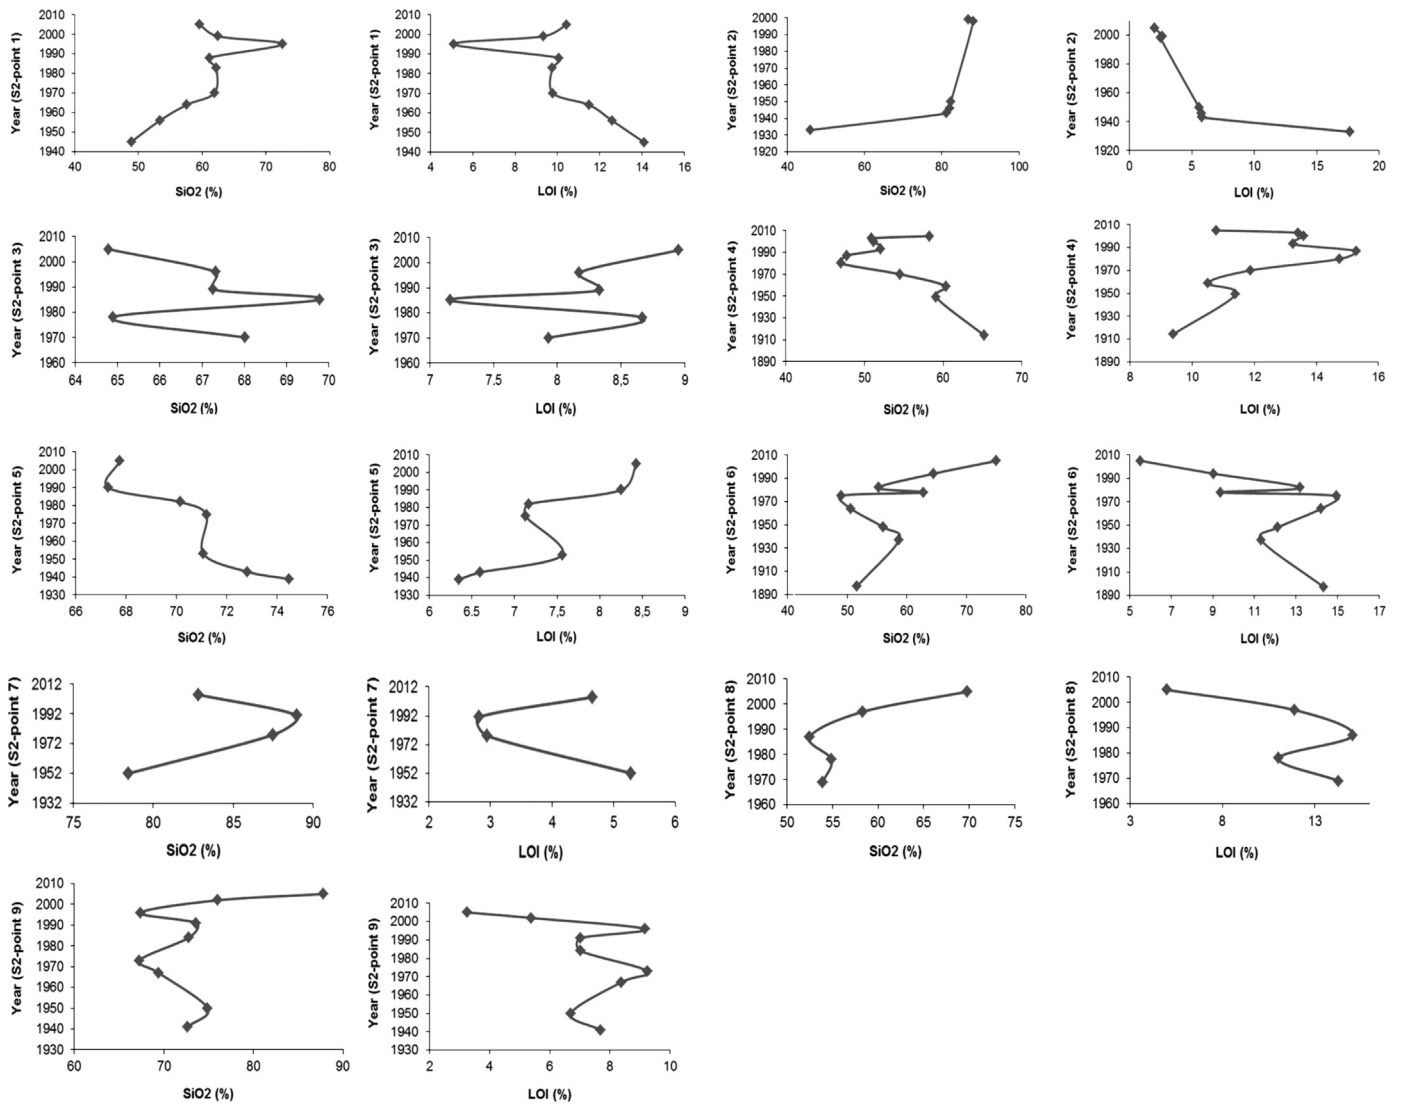 Year (S2-point 1)
2010
2000
1990
1980
1970
1960
1950
1940
40 50 60 70 80
SiO2 (%)
Year (S2-point 1)
2010
2000
1990
1980
1970
1960
1950
1940
4 6 8 10 12 14 16
LOI (%)
Year (S2-point 2)
2000
1990
1980
1970
1960
1950
1940
1930
1920
40 60 80 100
SiO2 (%)
Year (S2-point 2)
2000
1980
1960
1940
1920
0 5 10 15 20
LOI (%)
Year (S2-point 3)
2010
2000
1990
1980
1970
1960
64 65 66 67 68 69 70
SiO2 (%)
Year (S2-point 3)
2010
2000
1990
1980
1970
1960
7 7.5 8 8,5 9
LOI (%)
Year (S2-point 4)
2010
1990
1970
1950
1930
1910
1890
40 50 60 70
SiO2 (%)
Year (S2-point 4)
2010
1990
1970
1950
1910
1890
8 10 12 14 16
LOI (%)
Year (S2-point 5)
2010
2000
1990
1980
1970
1960
1950
1940
1930
66 68 70 72 74 76
SiO2 (%)
Year (S2-point 5)
2010
2000
1990
1980
1970
1960
1950
1940
1930
6 6.5 7 7,5 8 8,5 9
LOI (%)
Year (S2-point 6)
2010
1990
1970
1950
1930
1910
1890
40 50 60 70 80
SiO2 (%)
Year (S2-point 6)
2010
1990
1970
1950
1930
1910
1890
5 7 9 15 13 15 17
LOI (%)
Year (S2-point 7)
2012
1992
1972
1952
1932
75 80 85 90
SiO2 (%)
Year (S2-point 7)
2012
1992
1972
1952
1932
2 3 4 5 6
LOI (%)
Year (S2-point 8)
2010
2000
1990
1980
1970
1960
50 55 60 65 70 75
SiO2 (%)
Year (S2-point 8)
2010
2000
1990
1980
1970
1960
3 8 13
LOI (%)
Year (S2-point 9)
2010
2000
1990
1980
1970
1960
1950
1940
1930
60 70 80 90
SiO2 (%)
Year (S2-point 9)
2010
2000
1990
1980
1970
1960
1950
1940
1930
2 4 6 8 10
LOI (%)